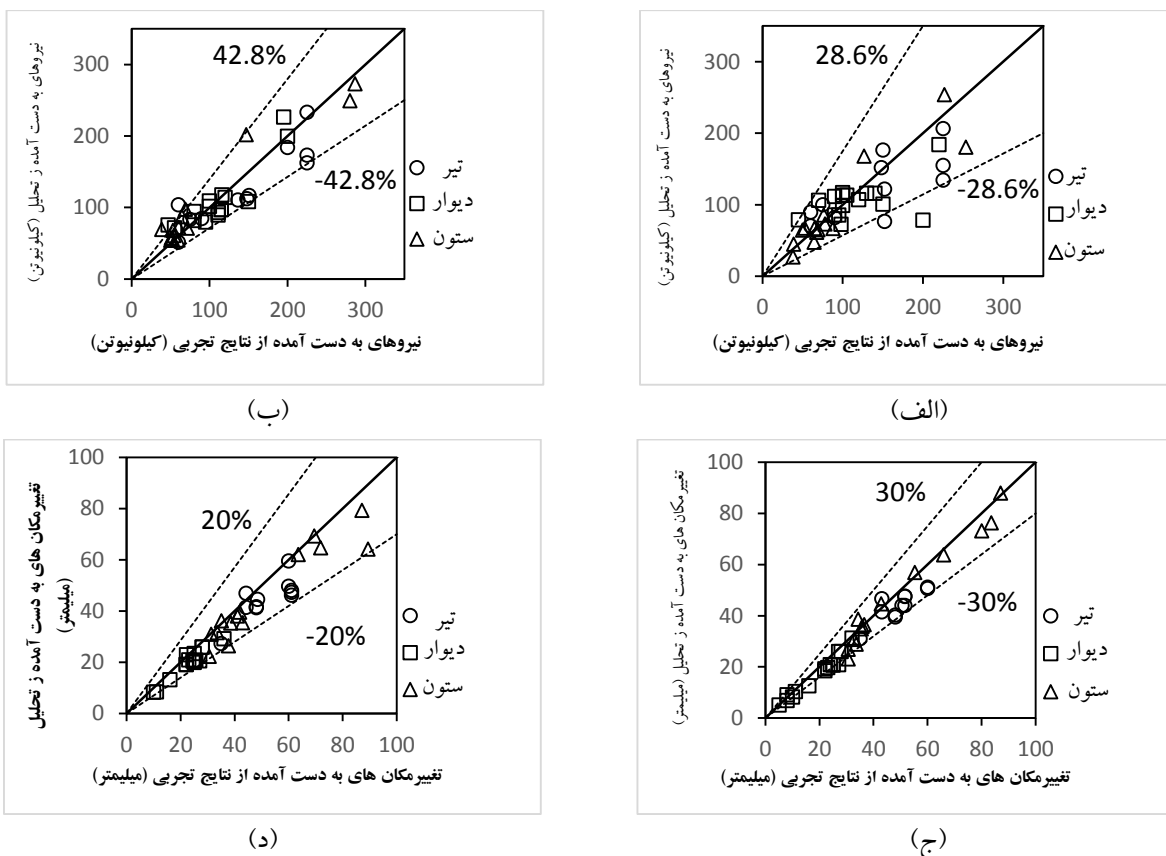 نیروهای به دست آمده ز تحلیل (کیلونیوتن)
300
200
100
0
28.6%
-28.6%
تیر
دیوار
ستون
0 100 200 300
نیروهای به دست آمده از نتایج تجربی (کیلونیوتن)
(الف)
نیروهای به دست آمده ز تحلیل (کیلونیوتن)
300
200
100
0
42.8%
-42.8%
تیر
دیوار
ستون
0 100 200 300
نیروهای به دست آمده از نتایج تجربی (کیلونیوتن)
(ب)
تغییرمکان های به دست آمده ز تحلیل (میلیمتر)
100
80
60
40
20
0
30%
-30%
تیر
دیوار
ستون
0 20 40 60 80 100
تغییرمکان های به دست آمده از نتایج تجربی (میلیمتر)
(ج)
تغییرمکان های به دست آمده ز تحلیل
(میلیمتر)
100
80
60
40
20
0
20%
-20%
تیر
دیوار
ستون
0 20 40 60 80 100
تغییرمکان های به دست آمده از نتایج تجربی (میلیمتر)
(د)